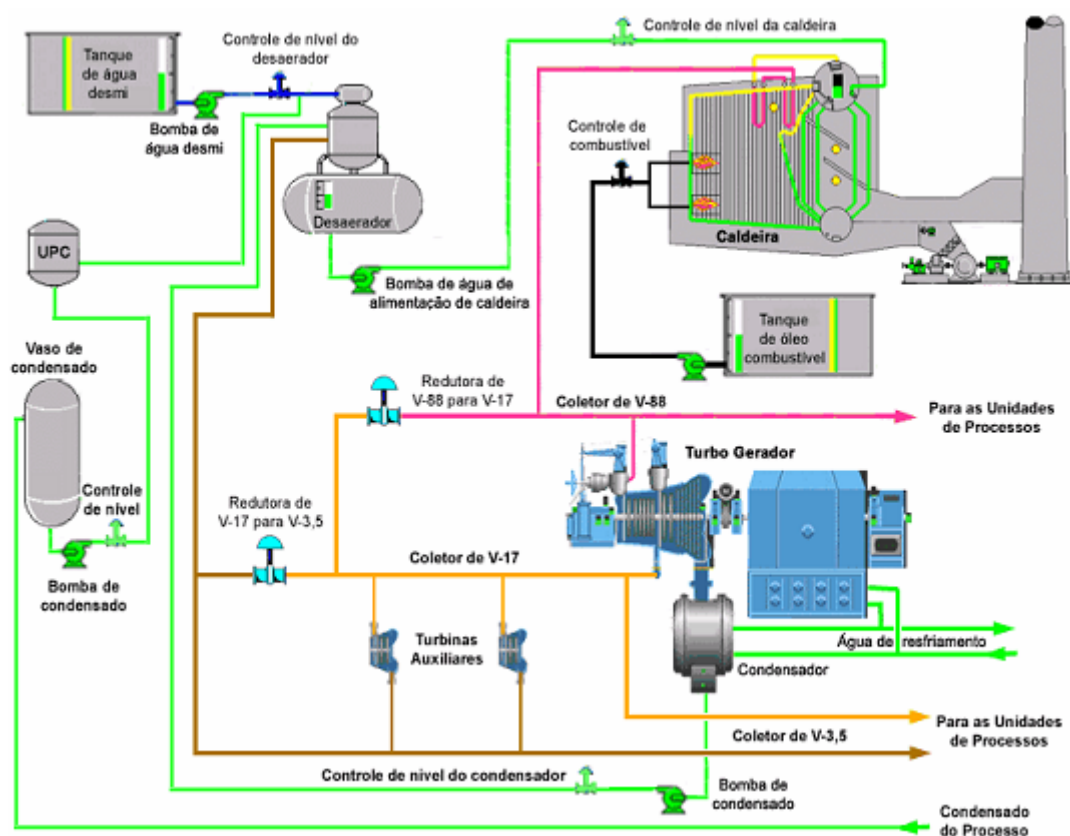 Tanque
de água
desmi
Controle de nível do
desaerador
Bomba de
água desmi
Controle de nível da caldeira
Controle de
combustível
Caldeira
Desaerador
UPC
Bomba de água de
alimentação de caldeira
Tanque
de óleo
combustível
Vaso de
condensado
Redutora de
V-88 para V-17
Coletor de V-88
Para as Unidades
de Processos
Turbo Gerador
Controle
de nível
Redutora de
V-17 para V-3,5
Coletor de V-17
Bomba de
condensado
Turbinas
Auxiliares
Água de resfriamento
Condensador
Coletor de V-3,5
Para as Unidades
de Processos
Controle de nível do condensador
Bomba de
condensado
Condensado
do Processo